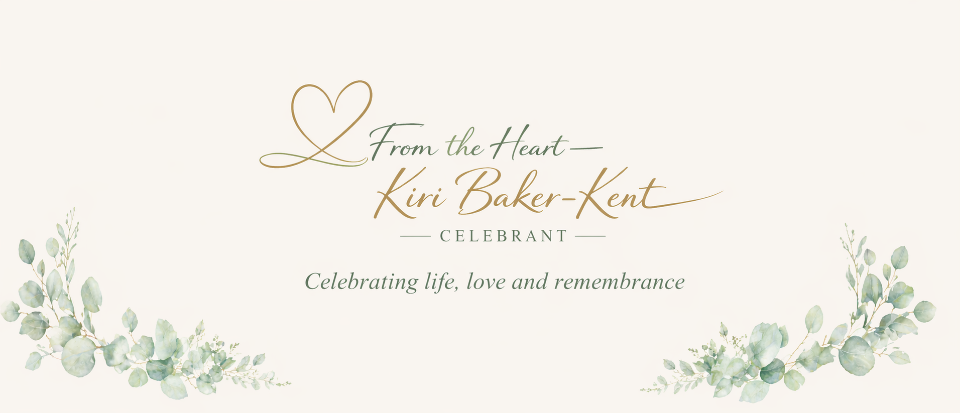 From the Heart —
Kiri Baker-Kent
CELEBRANT
Celebrating life, love and remembrance